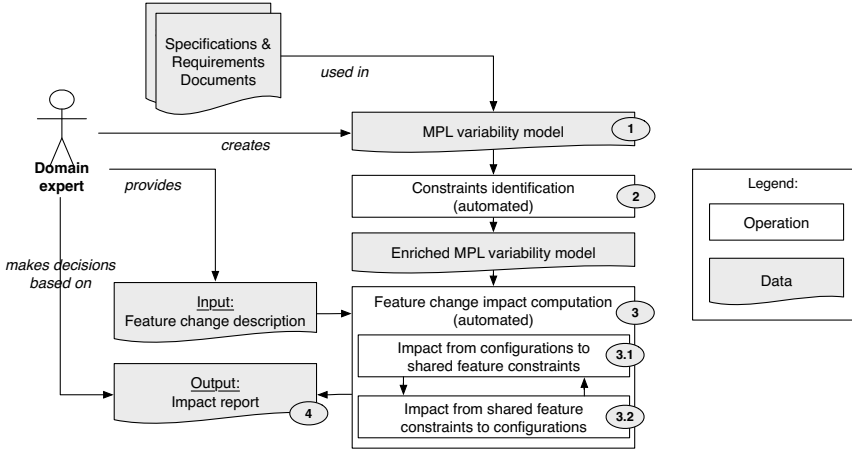 Specifications &
Requirements
Documents
used in
MPL variability model
1
creates
Domain
expert
provides
Constraints identification
(automated)
2
Legend:
Operation
Data
Enriched MPL variability model
makes decisions
based on
Input:
Feature change description
Feature change impact computation
(automated)
3
Impact from configurations to
shared feature constraints
3.1
Output:
Impact report
4
Impact from shared feature
constraints to configurations
3.2